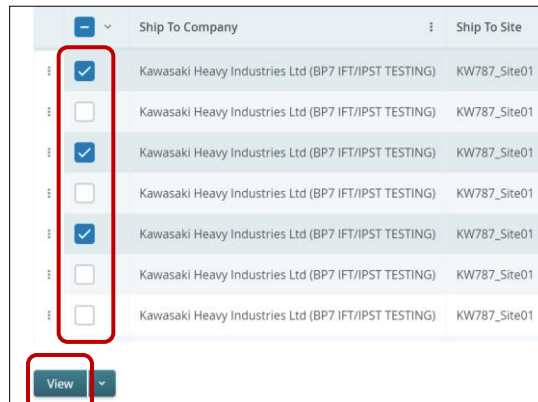 Ship To Company Ship To Site
Kawasaki Heavy Industries Ltd (BP7 IFT/IPST TESTING) KW787_Site01
Kawasaki Heavy Industries Ltd (BP7 IFT/IPST TESTING) KW787_Site01
Kawasaki Heavy Industries Ltd (BP7 IFT/IPST TESTING) KW787_Site01
Kawasaki Heavy Industries Ltd (BP7 IFT/IPST TESTING) KW787_Site01
Kawasaki Heavy Industries Ltd (BP7 IFT/IPST TESTING) KW787_Site01
Kawasaki Heavy Industries Ltd (BP7 IFT/IPST TESTING) KW787_Site01
Kawasaki Heavy Industries Ltd (BP7 IFT/IPST TESTING) KW787_Site01
View